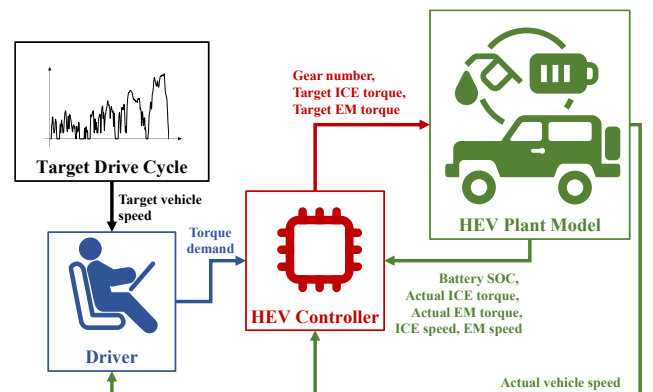 Gear number,
Target ICE torque,
Target EM torque
Target Drive Cycle
Target vehicle
speed
Torque
demand
HEV Plant Model
Battery SOC,
Actual ICE torque,
Actual EM torque,
ICE speed, EM speed
HEV Controller
Driver
Actual vehicle speed